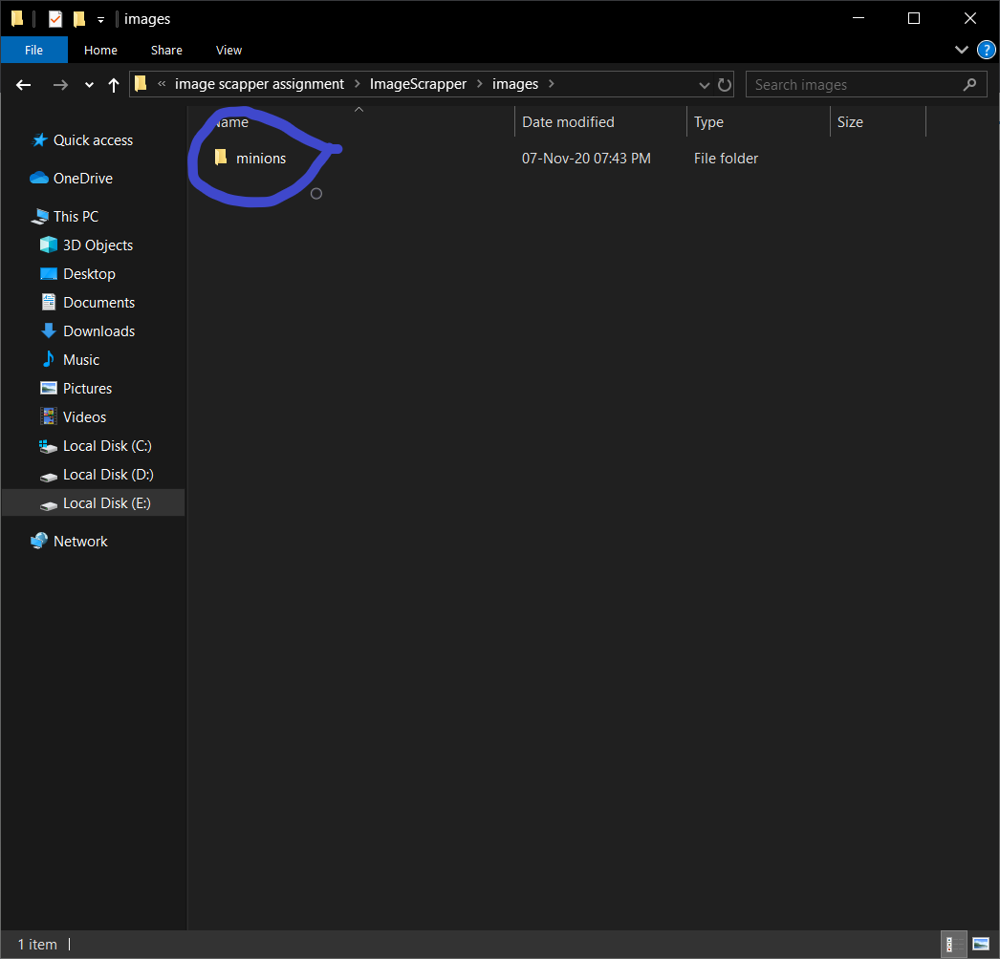 images
File Home Share View
« image scapper assignment > ImageScrapper > images > Search images
Name Date modified Type Size
minions 07-Nov-20 07:43 PM File folder
Quick access
OneDrive
This PC
3D Objects
Desktop
Documents
Downloads
Music
Pictures
Videos
Local Disk (C:)
Local Disk (D:)
Local Disk (E:)
Network
1 item